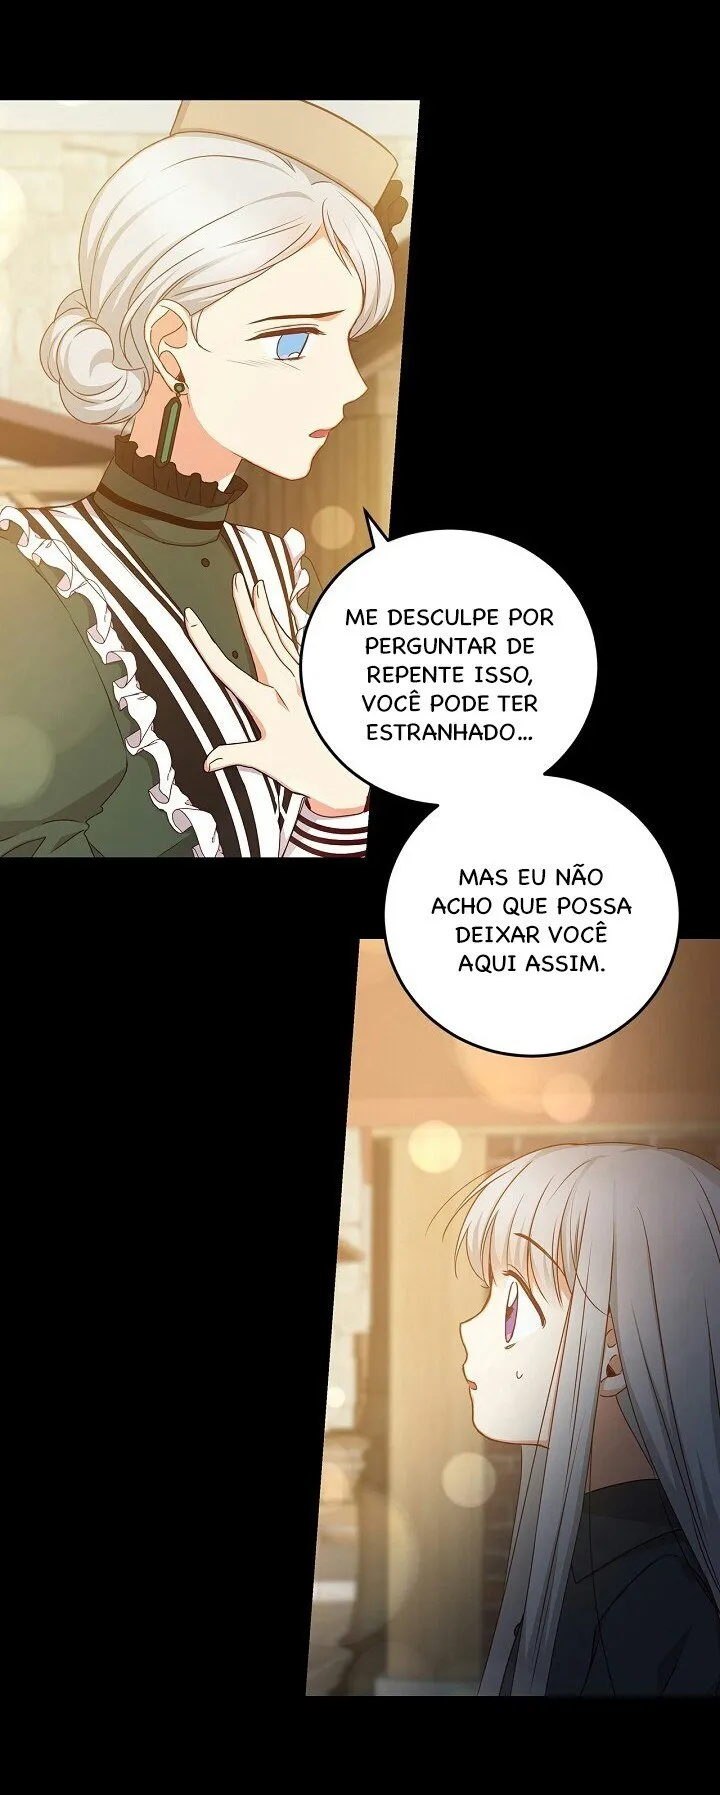 ME DESCULPE POR
PERGUNTAR DE
REPENTE ISSO,
VOCÊ PODE TER
ESTRANHADO...
MAS EU NÃO
ACHO QUE POSSA
DEIXAR VOCÊ
AQUI ASSIM.